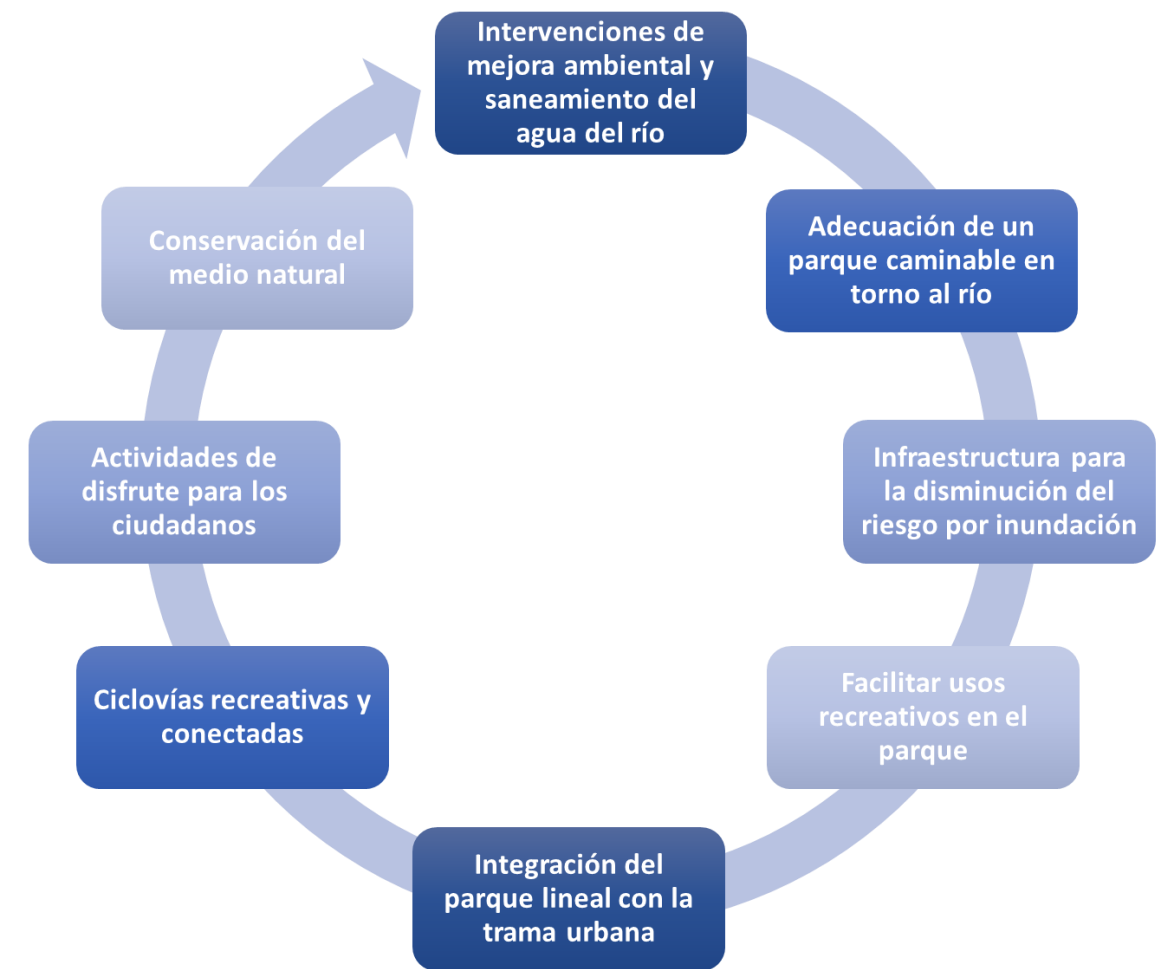 Intervenciones de
mejora ambiental y
saneamiento del
agua del río
Adecuación de un
parque caminable en
torno al río
Infraestructura para
la disminución del
riesgo por inundación
Facilitar usos
recreativos en el
parque
Integración del
parque lineal con la
trama urbana
Ciclovías recreativas y
conectadas
Actividades de
disfrute para los
ciudadanos
Conservación del
medio natural